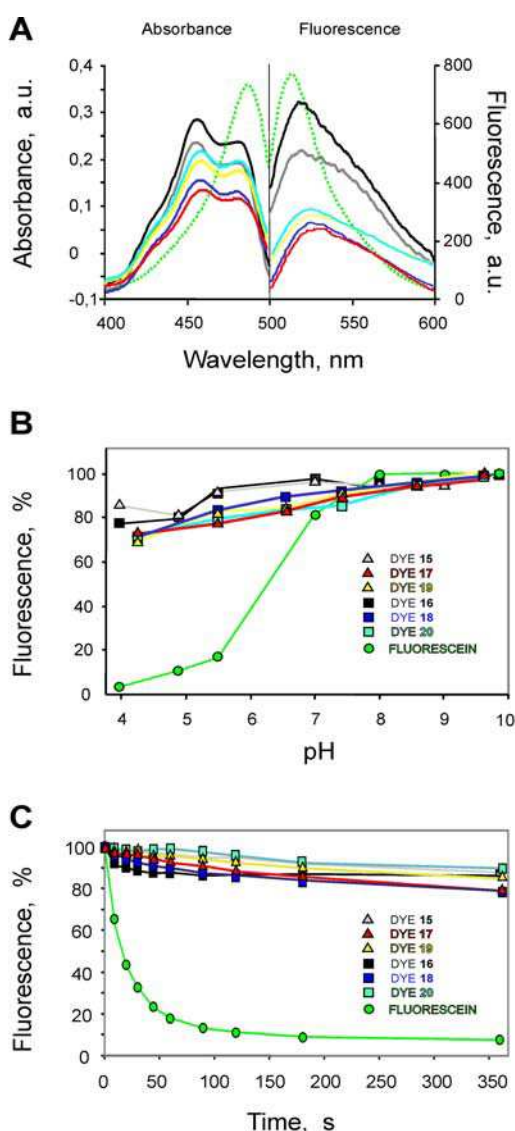 A
Absorbance
Fluorescence
0,4
0,3
0,2
0,1
0
-0,1
Absorbance, a.u.
800
600
400
200
0
Fluorescence, a.u.
400
450
500
550
600
Wavelength, nm
B
100
80
60
40
20
0
Fluorescence, %
DYE 15
DYE 17
DYE 19
DYE 16
DYE 18
DYE 20
FLUORESCEIN
4
5
6
7
8
9
10
pH
C
100
80
60
40
20
0
Fluorescence, %
DYE 15
DYE 17
DYE 19
DYE 16
DYE 18
DYE 20
FLUORESCEIN
0
50
100
150
200
250
300
350
Time, s